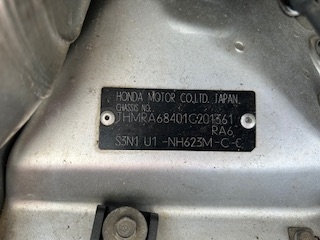 HONDA MOTOR CO.,LTD. JAPAN.
CHASSIS NO.
JHMRA68401C201361
RA6
S3N1 U1 -NH623M-C-C